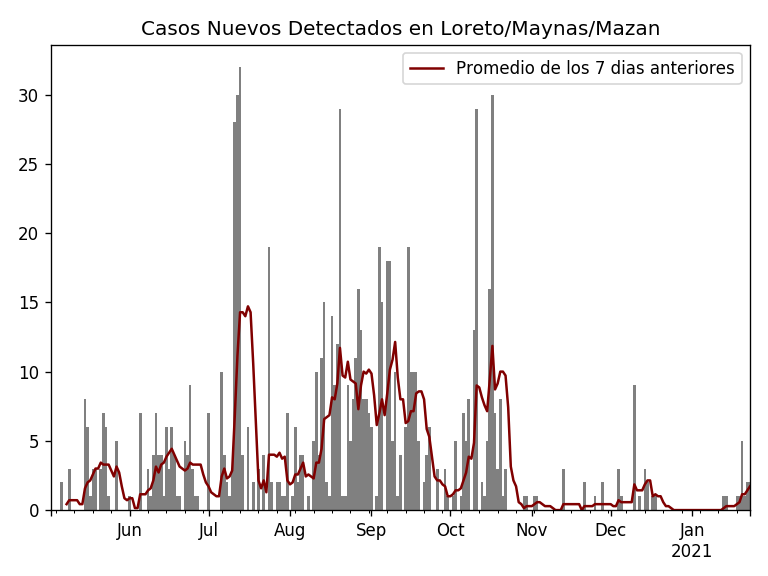 Casos Nuevos Detectados en Loreto/Maynas/Mazan
Promedio de los 7 dias anteriores
30
25
20
15
10
5
0
Jun Jul Aug Sep Oct Nov Dec Jan
2021